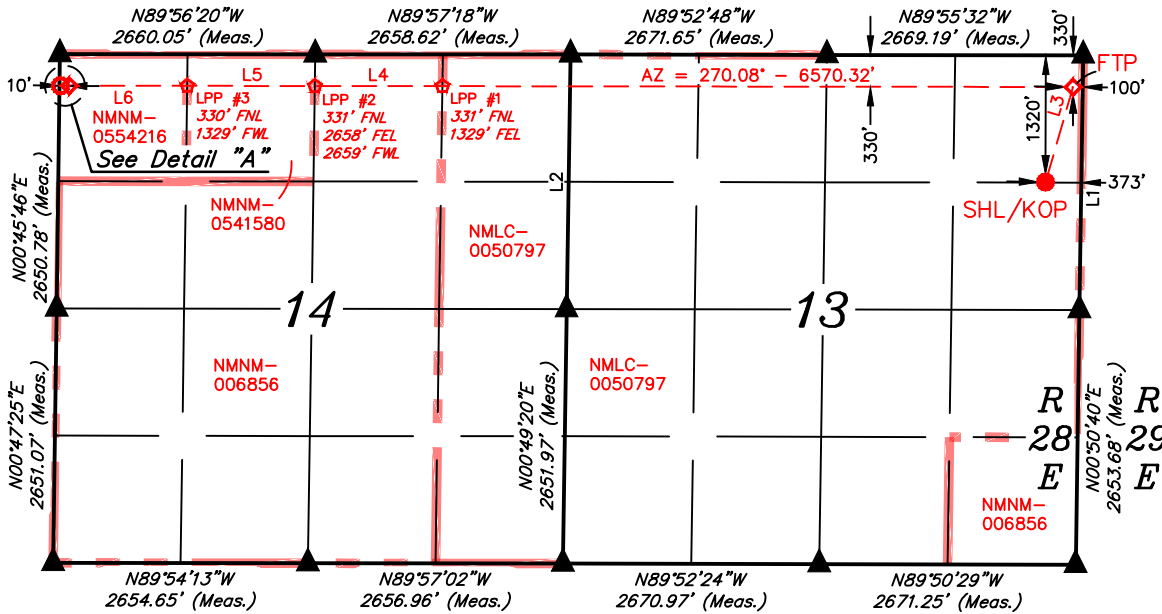 N89°56'20"W
2660.05' (Meas.)
N89°57'18"W
2658.62' (Meas.)
N89°52'48"W
2671.65' (Meas.)
N89°55'32"W
2669.19' (Meas.)
330'
FTP
10'
L6
L5
L4
AZ = 270.08° - 6570.32'
100'
NMNM-
0554216
LPP #3
330' FNL
1329' FWL
LPP #2
331' FNL
2658' FEL
2659' FWL
LPP #1
331' FNL
1329' FEL
330'
1320'
L3
See Detail "A"
NMNM-
0541580
L2
373'
L1
SHL/KOP
N00°45'46"E
2650.78' (Meas.)
NMLC-
0050797
14
13
NMNM-
006856
NMLC-
0050797
N00°47'25"E
2651.07' (Meas.)
N00°49'20"E
2651.97' (Meas.)
R R
28 29
E E
N00°50'40"E
2653.68' (Meas.)
NMNM-
006856
N89°54'13"W
2654.65' (Meas.)
N89°57'02"W
2656.96' (Meas.)
N89°52'24"W
2670.97' (Meas.)
N89°50'29"W
2671.25' (Meas.)